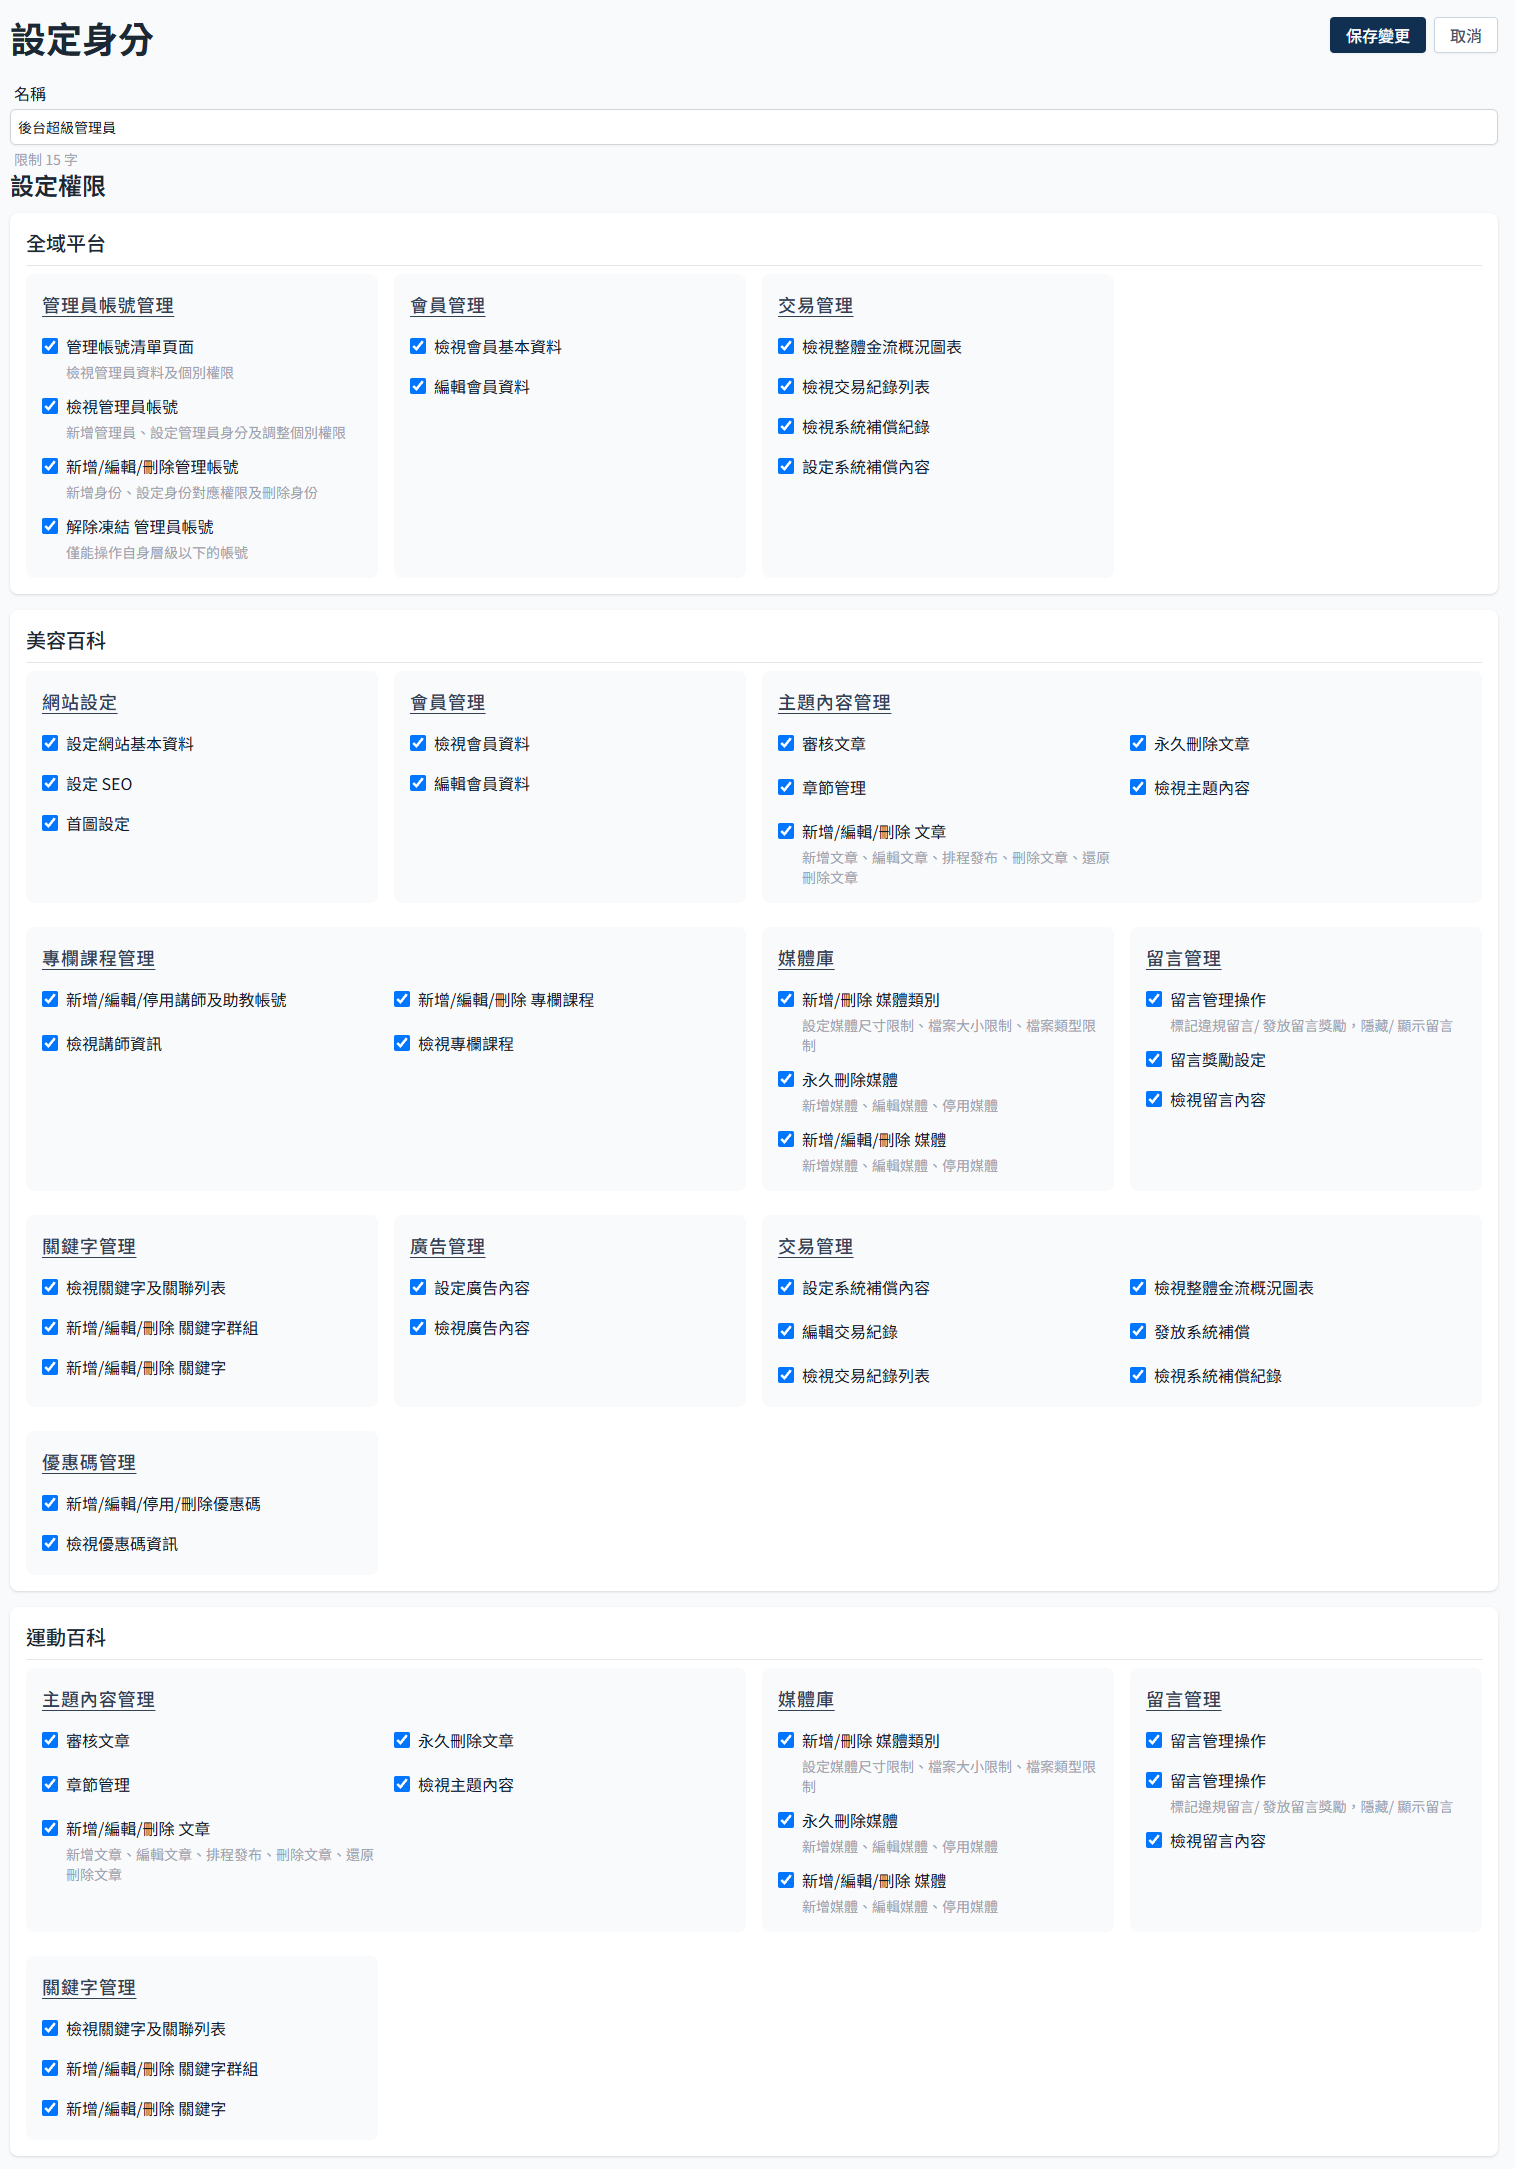 設定身分
保存變更
取消
名稱
後台超級管理員
限制 15 字
設定權限
全域平台
管理員帳號管理
管理帳號清單頁面
檢視管理員資料及個別權限
檢視管理員帳號
新增管理員、設定管理員身分及調整個別權限
新增/編輯/刪除管理帳號
新增身份、設定身份對應權限及刪除身份
解除凍結 管理員帳號
僅能操作自身層級以下的帳號
會員管理
檢視會員基本資料
編輯會員資料
交易管理
檢視整體金流概況圖表
檢視交易紀錄列表
檢視系統補償紀錄
設定系統補償內容
美容百科
網站設定
設定網站基本資料
設定 SEO
首圖設定
會員管理
檢視會員資料
編輯會員資料
主題內容管理
審核文章
永久刪除文章
章節管理
檢視主題內容
新增/編輯/刪除 文章
新增文章、編輯文章、排程發布、刪除文章、還原
刪除文章
專欄課程管理
新增/編輯/停用講師及助教帳號
新增/編輯/刪除 專欄課程
檢視講師資訊
檢視專欄課程
媒體庫
新增/刪除 媒體類別
設定媒體尺寸限制、檔案大小限制、檔案類型限
制
永久刪除媒體
新增媒體、編輯媒體、停用媒體
新增/編輯/刪除 媒體
新增媒體、編輯媒體、停用媒體
留言管理
留言管理操作
標記違規留言/ 發放留言獎勵，隱藏/ 顯示留言
留言獎勵設定
檢視留言內容
關鍵字管理
檢視關鍵字及關聯列表
新增/編輯/刪除 關鍵字群組
新增/編輯/刪除 關鍵字
廣告管理
設定廣告內容
檢視廣告內容
交易管理
設定系統補償內容
檢視整體金流概況圖表
編輯交易紀錄
發放系統補償
檢視交易紀錄列表
檢視系統補償紀錄
優惠碼管理
新增/編輯/停用/刪除優惠碼
檢視優惠碼資訊
運動百科
主題內容管理
審核文章
永久刪除文章
章節管理
檢視主題內容
新增/編輯/刪除 文章
新增文章、編輯文章、排程發布、刪除文章、還原
刪除文章
媒體庫
新增/刪除 媒體類別
設定媒體尺寸限制、檔案大小限制、檔案類型限
制
永久刪除媒體
新增媒體、編輯媒體、停用媒體
新增/編輯/刪除 媒體
新增媒體、編輯媒體、停用媒體
留言管理
留言管理操作
留言管理操作
標記違規留言/ 發放留言獎勵，隱藏/ 顯示留言
檢視留言內容
關鍵字管理
檢視關鍵字及關聯列表
新增/編輯/刪除 關鍵字群組
新增/編輯/刪除 關鍵字